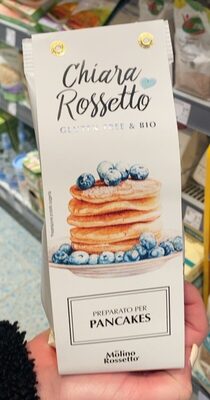 Chiara
Rossetto
GLUTEN FREE & BIO
PREPARATO PER
PANCAKES
Molino
Rossetto